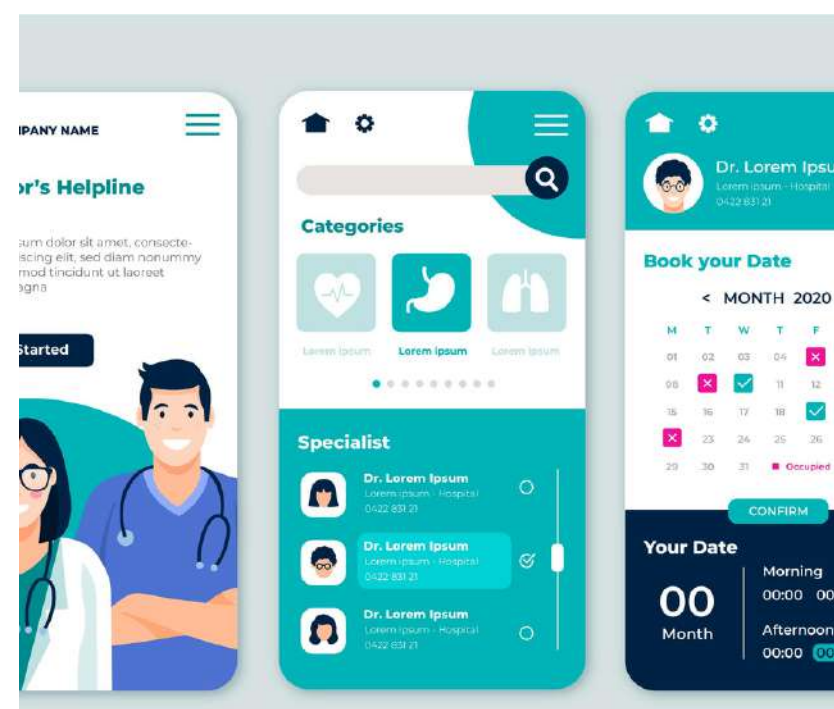 IPANY NAME
or's Helpline
sum dolor sit amet, consecte-
iscing elit, sed diam nonummy
mod tincidunt ut laoreet
agna
Started
Categories
Lorem ipsum
Lorem ipsum
Lorem ipsum
Specialist
Dr. Lorem Ipsum
Lorem ipsum - Hospital
0422 831 21
Dr. Lorem Ipsum
Lorem ipsum - Hospital
0422 831 21
Dr. Lorem Ipsum
Lorem ipsum - Hospital
0422 831 21
Dr. Lorem Ipsu
Lorem ipsum - Hospital
0422 831 21
Book your Date
< MONTH 2020
M T W T F
01 02 03 04
08 11 12
15 16 17 18
23 24 25 26
29 30 31 Occupied
CONFIRM
Your Date
00
Month
Morning
00:00 00
Afternoon
00:00 00